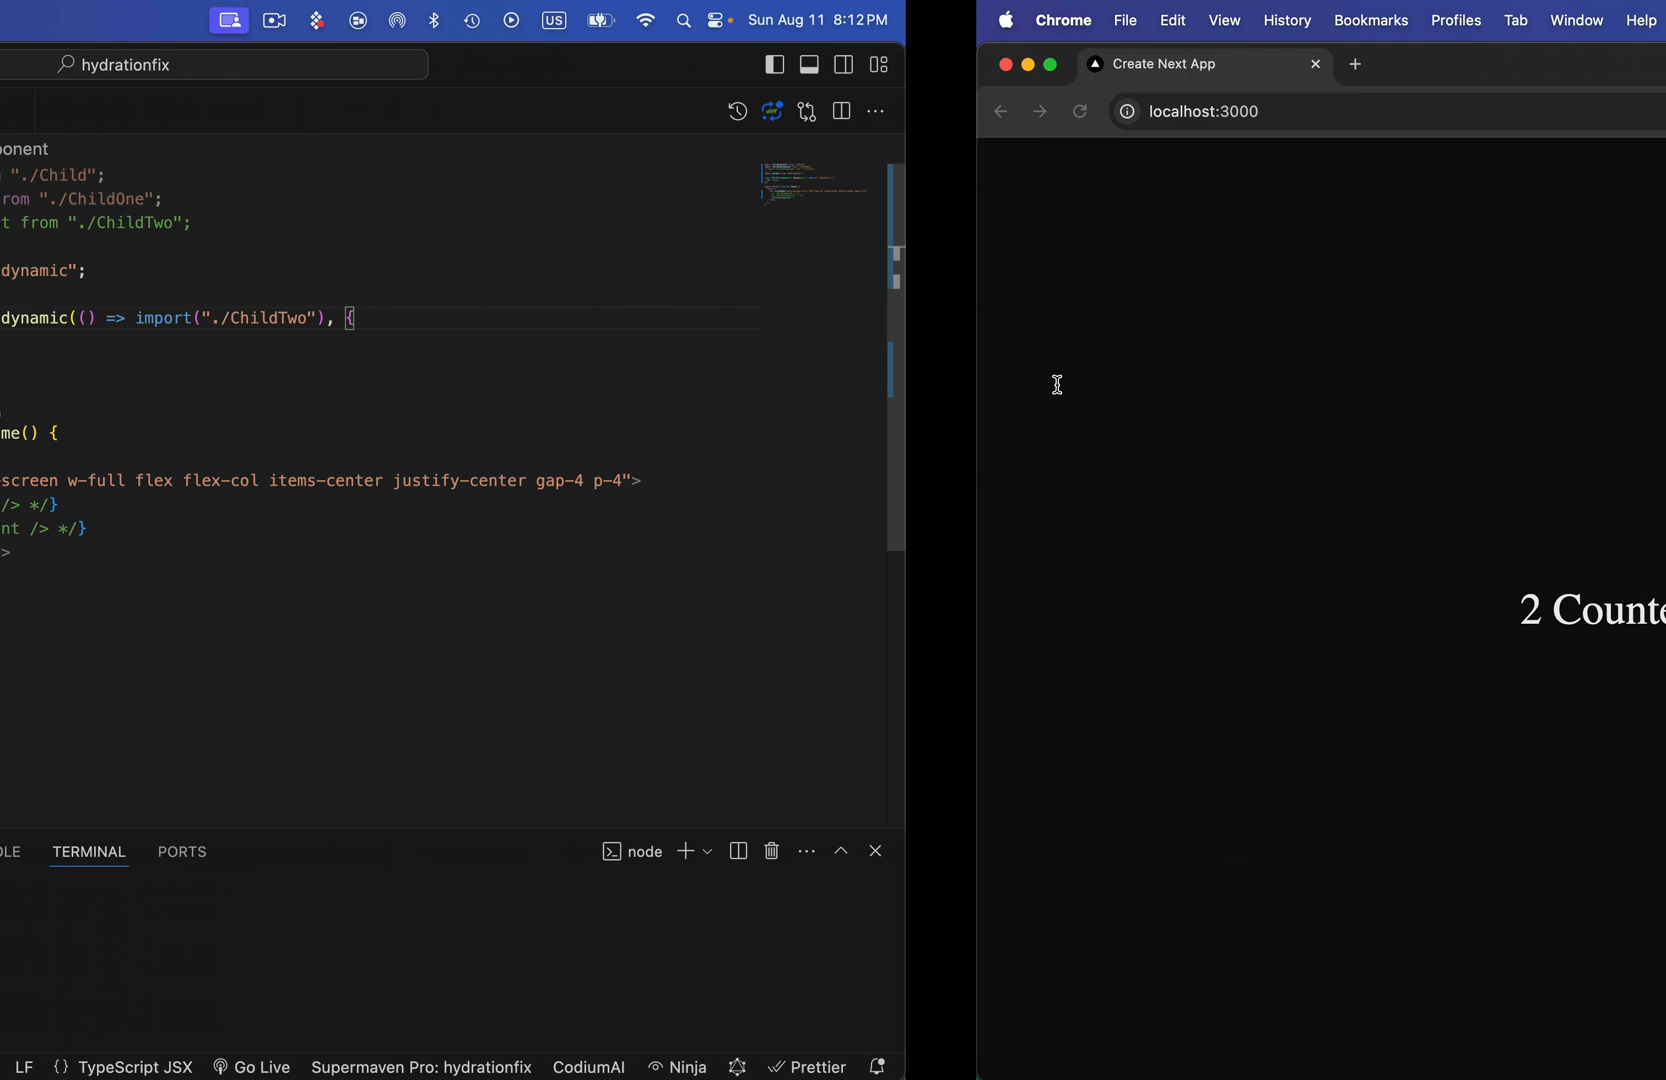 US
Sun Aug 11 8:12 PM
hydrationfix
ponent
"./Child";
rom "./ChildOne";
t from "./ChildTwo";
dynamic";
dynamic(() => import("./ChildTwo"), {
me() {
screen w-full flex flex-col items-center justify-center gap-4 p-4">
/> */}
nt /> */}
>
OLE
TERMINAL
PORTS
node
LF
{} TypeScript JSX
Go Live
Supermaven Pro: hydrationfix
CodiumAI
Ninja
Prettier
Chrome File Edit View History Bookmarks Profiles Tab Window Help
Create Next App
localhost:3000
2 Counte